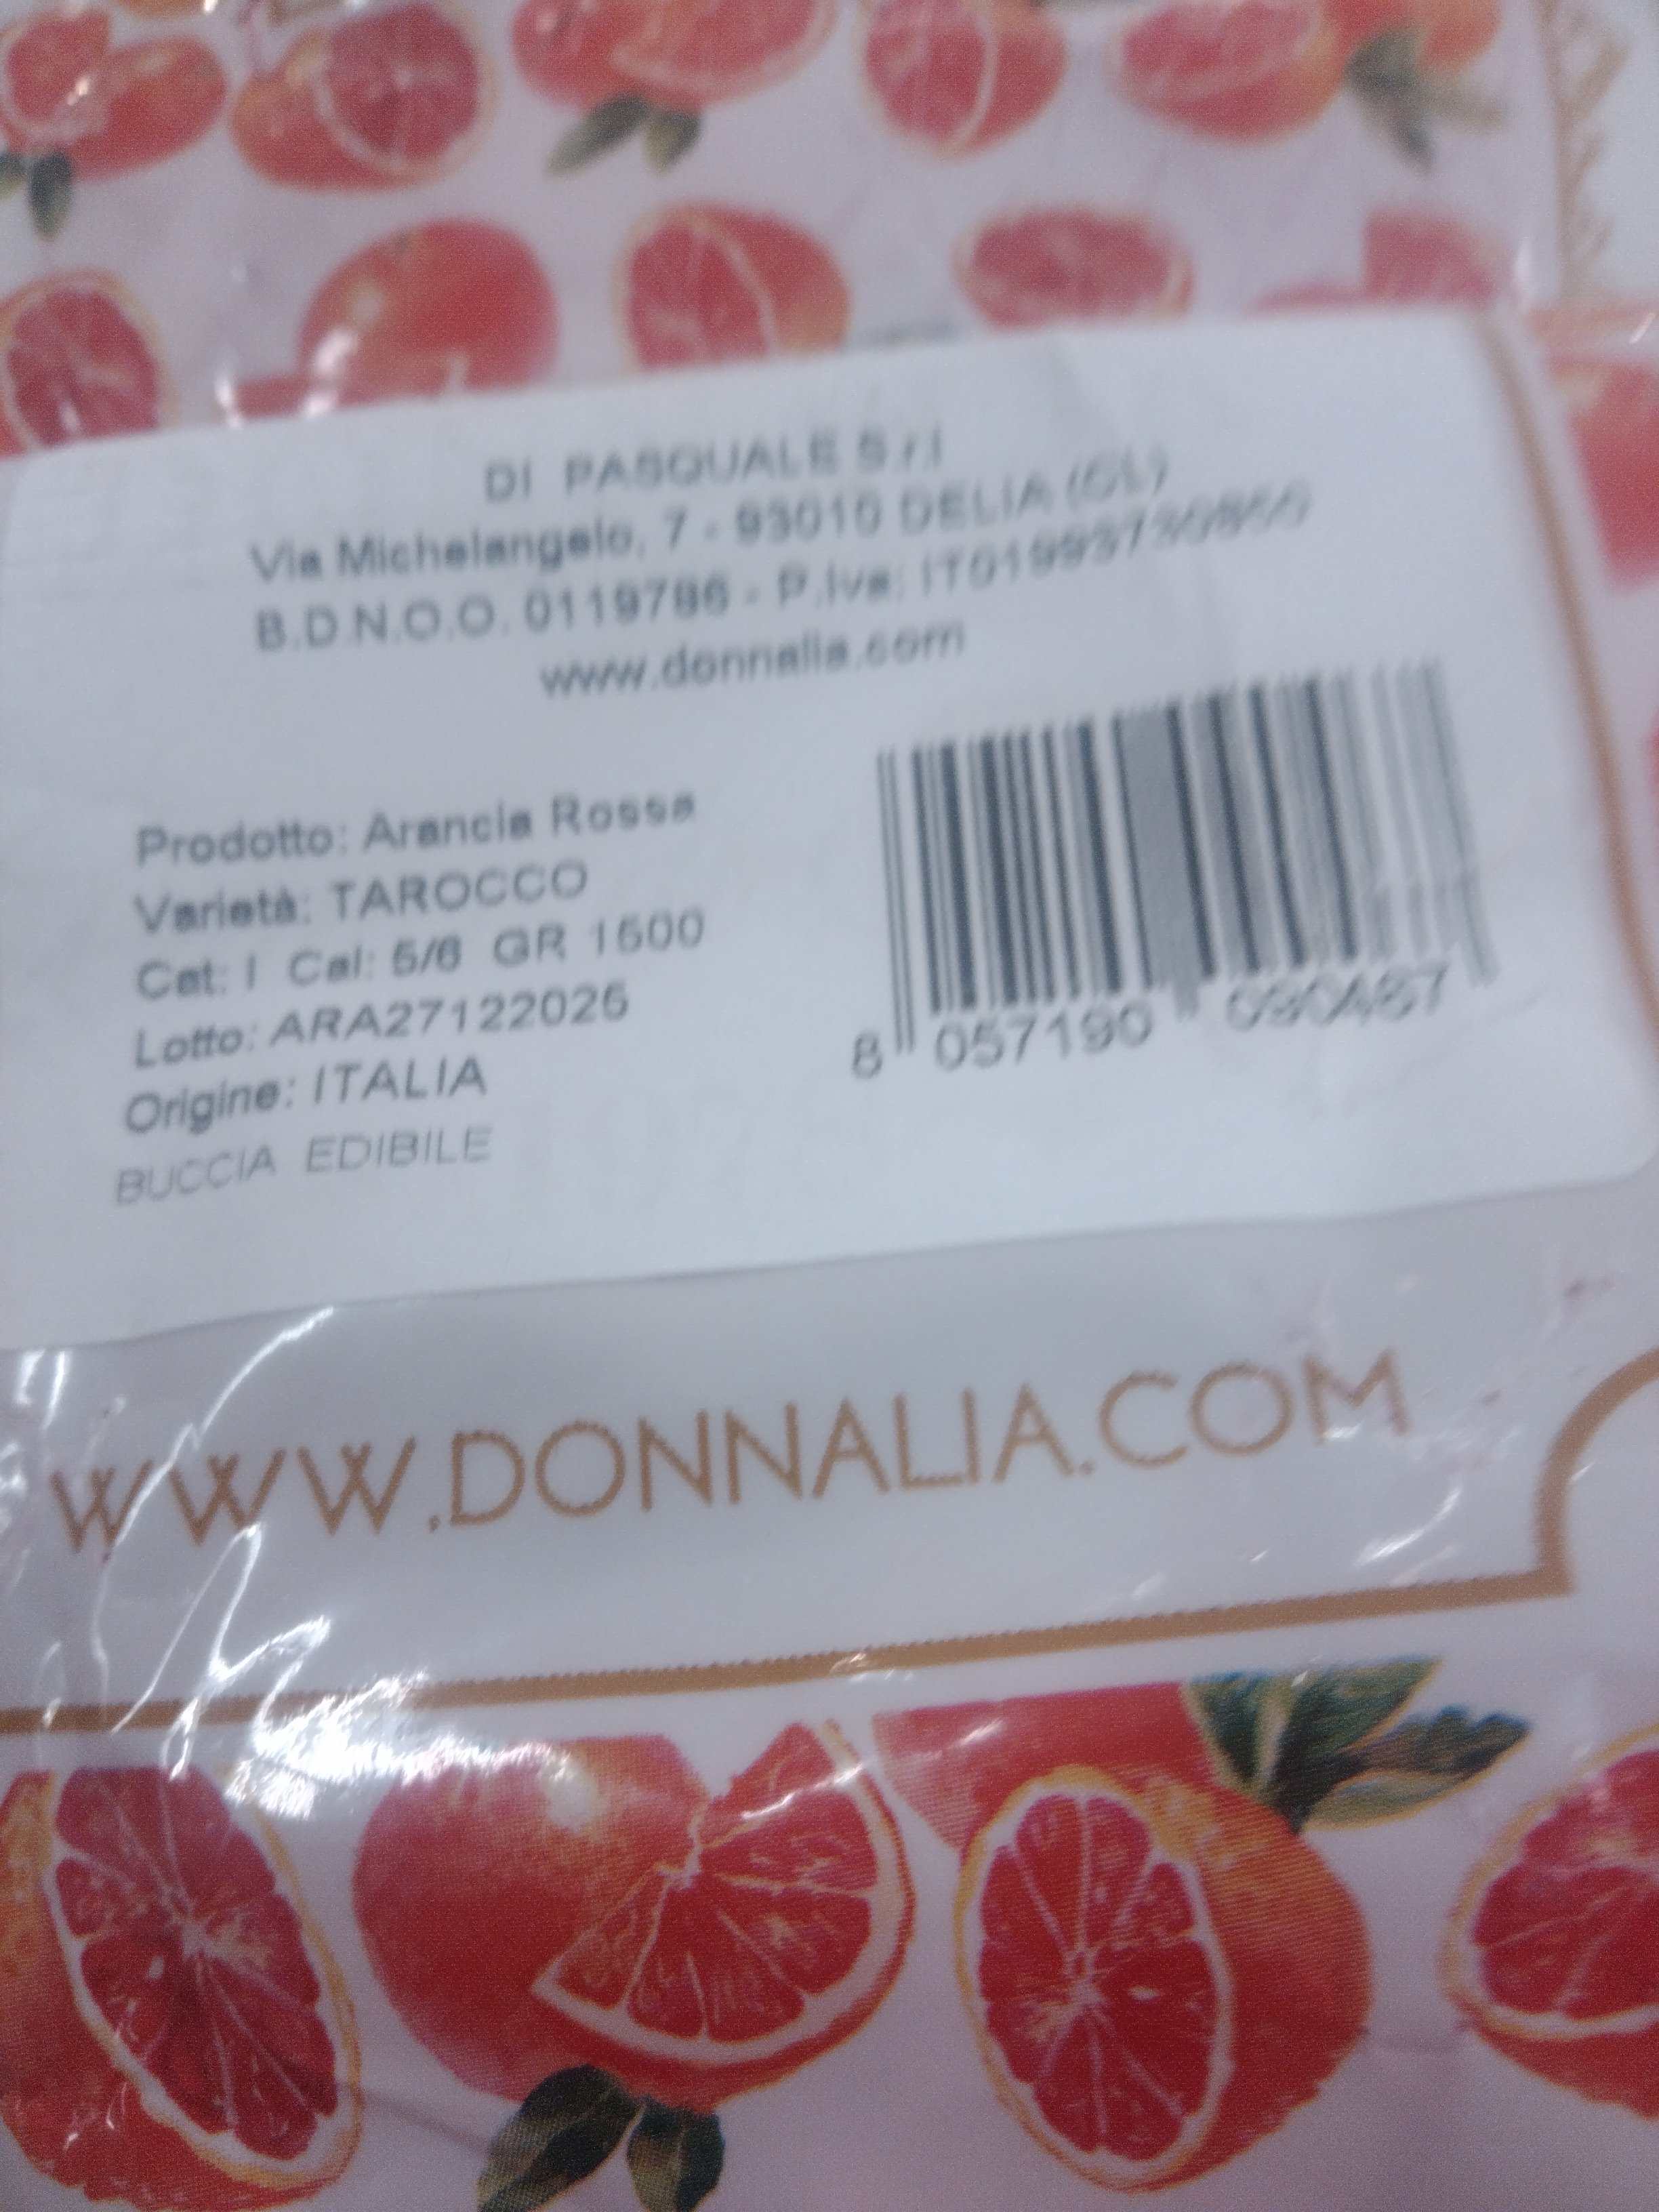 DI PASQUALE S.r.l
Via Michelangelo, 7 - 93010 DELIA (CL)
B.D.N.O.O. 0119786 - P.Iva:
www.donnalia.com
Prodotto: Arancia Rossa
Varietà: TAROCCO
Cat: I Cal: 5/6 GR 1500
Lotto: ARA27122025
Origine: ITALIA
BUCCIA EDIBILE
8 057190
WWW.DONNALIA.COM